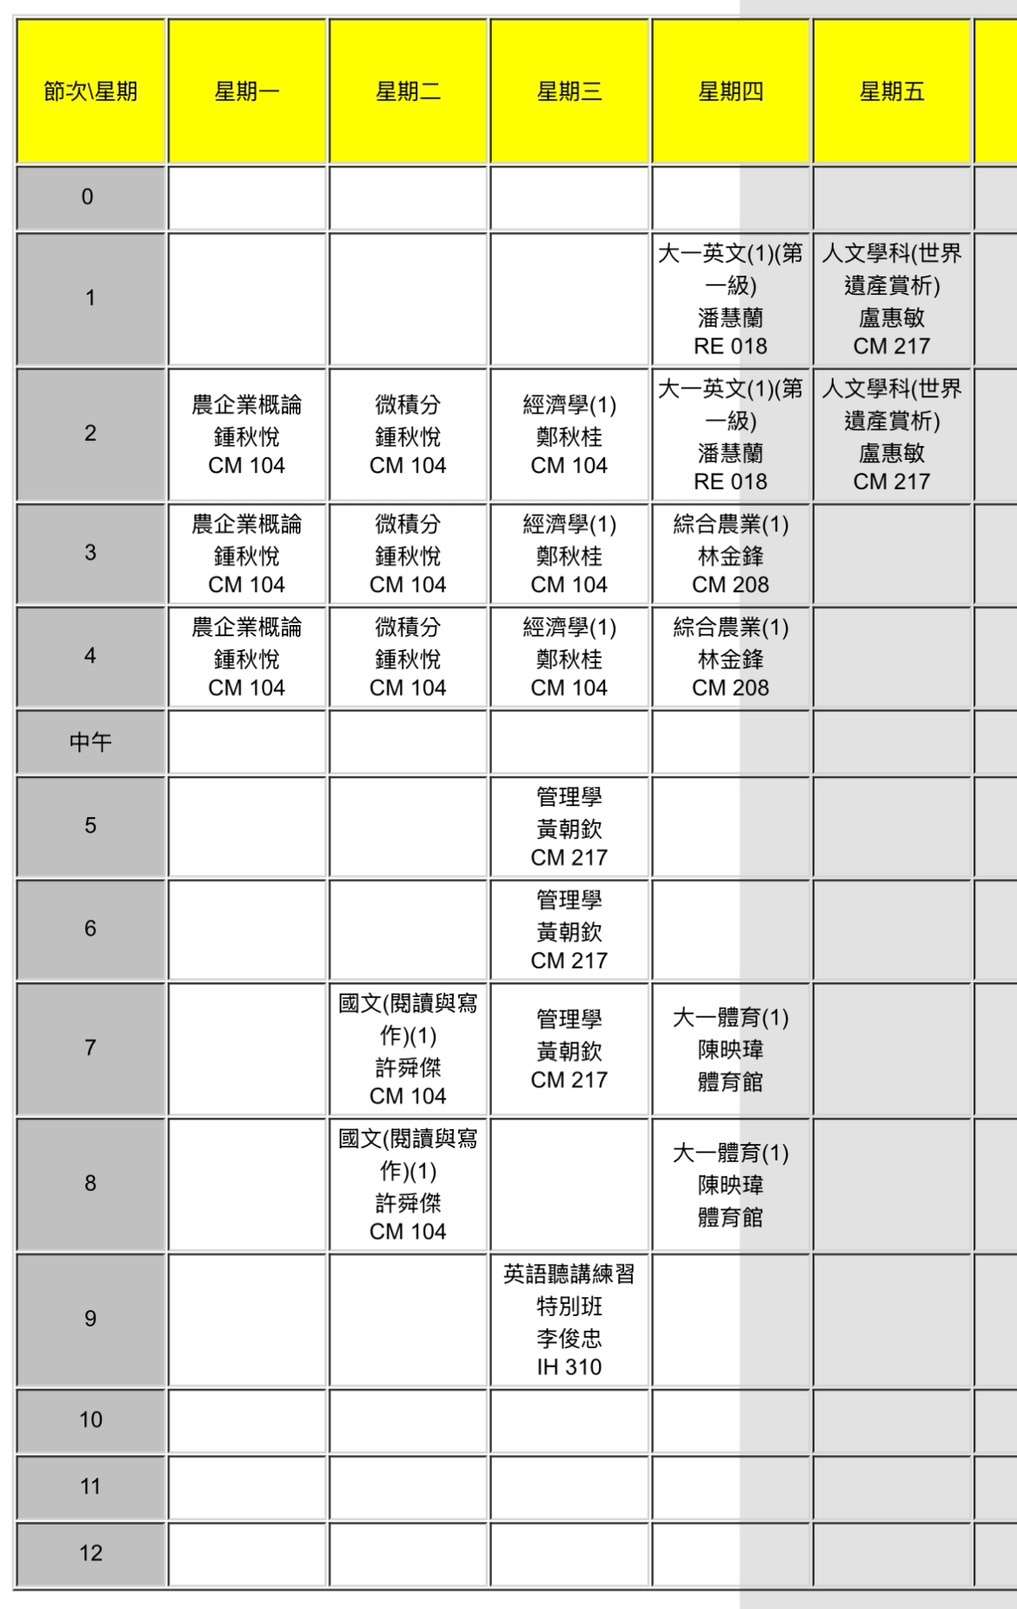 節次\星期 星期一 星期二 星期三 星期四 星期五
0
1
大一英文(1)(第
一級)
潘慧蘭
RE 018
人文學科(世界
遺產賞析)
盧惠敏
CM 217
2
農企業概論
鍾秋悅
CM 104
微積分
鍾秋悅
CM 104
經濟學(1)
鄭秋桂
CM 104
大一英文(1)(第
一級)
潘慧蘭
RE 018
人文學科(世界
遺產賞析)
盧惠敏
CM 217
3
農企業概論
鍾秋悅
CM 104
微積分
鍾秋悅
CM 104
經濟學(1)
鄭秋桂
CM 104
綜合農業(1)
林金鋒
CM 208
4
農企業概論
鍾秋悅
CM 104
微積分
鍾秋悅
CM 104
經濟學(1)
鄭秋桂
CM 104
綜合農業(1)
林金鋒
CM 208
中午
5
管理學
黃朝欽
CM 217
6
管理學
黃朝欽
CM 217
7
國文(閱讀與寫
作)(1)
許舜傑
CM 104
管理學
黃朝欽
CM 217
大一體育(1)
陳映瑋
體育館
8
國文(閱讀與寫
作)(1)
許舜傑
CM 104
大一體育(1)
陳映瑋
體育館
9
英語聽講練習
特別班
李俊忠
IH 310
10
11
12